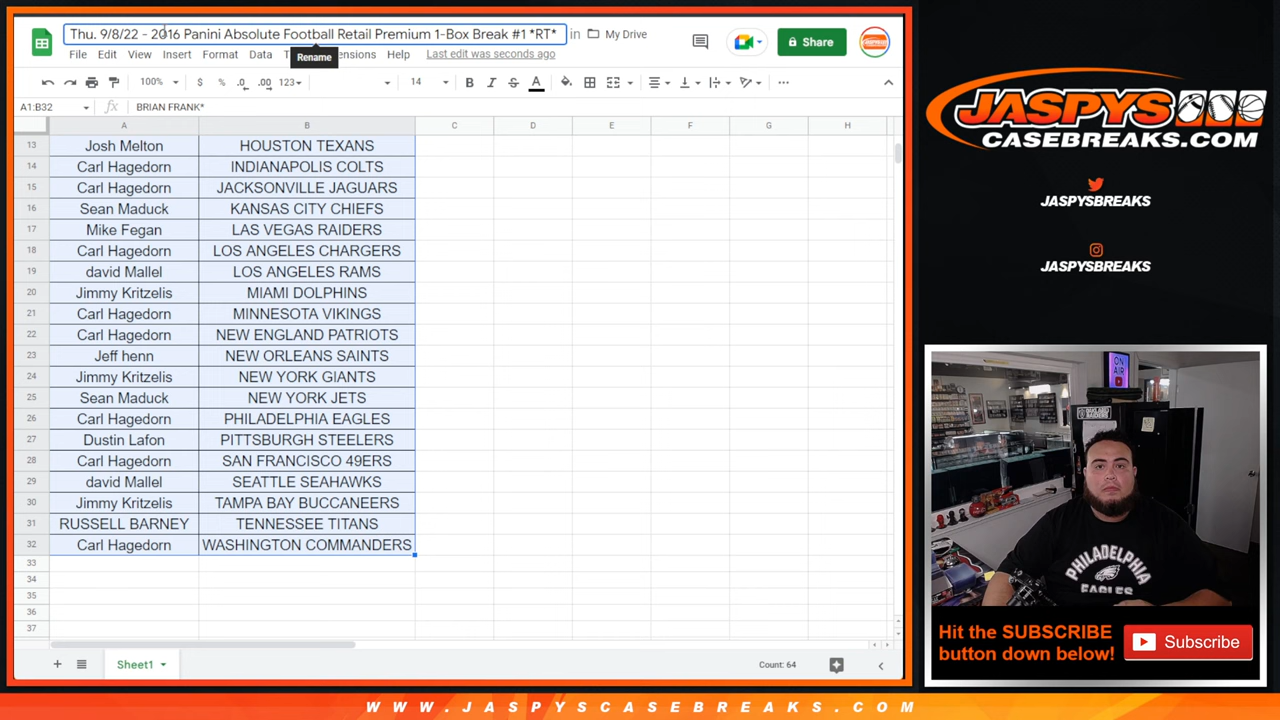 Thu. 9/8/22 - 2016 Panini Absolute Football Retail Premium 1-Box Break #1 *RT* in My Drive
Share
File Edit View Insert Format Data Help Last edit was seconds ago
Rename
100% $ % .0 .00 123 14 B I S A
A1:B32 fx BRIAN FRANK*
A B C D E F G H
13 Josh Melton HOUSTON TEXANS
14 Carl Hagedorn INDIANAPOLIS COLTS
15 Carl Hagedorn JACKSONVILLE JAGUARS
16 Sean Maduck KANSAS CITY CHIEFS
17 Mike Fegan LAS VEGAS RAIDERS
18 Carl Hagedorn LOS ANGELES CHARGERS
19 david Mallel LOS ANGELES RAMS
20 Jimmy Kritzelis MIAMI DOLPHINS
21 Carl Hagedorn MINNESOTA VIKINGS
22 Carl Hagedorn NEW ENGLAND PATRIOTS
23 Jeff henn NEW ORLEANS SAINTS
24 Jimmy Kritzelis NEW YORK GIANTS
25 Sean Maduck NEW YORK JETS
26 Carl Hagedorn PHILADELPHIA EAGLES
27 Dustin Lafon PITTSBURGH STEELERS
28 Carl Hagedorn SAN FRANCISCO 49ERS
29 david Mallel SEATTLE SEAHAWKS
30 Jimmy Kritzelis TAMPA BAY BUCCANEERS
31 RUSSELL BARNEY TENNESSEE TITANS
32 Carl Hagedorn WASHINGTON COMMANDERS
33
34
35
36
37
Sheet1
Count: 64
JASPYS
CASEBREAKS.COM
JASPYSBREAKS
JASPYSBREAKS
ON AIR
PHILADELPHIA
EAGLES
Hit the SUBSCRIBE
button down below!
Subscribe
WWW.JASPYSCASEBREAKS.COM